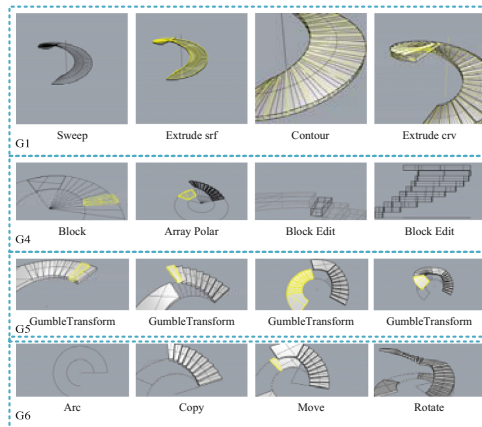 Sweep Extrude srf Contour Extrude crv
G1
Block Array Polar Block Edit Block Edit
G4
GumbleTransform GumbleTransform GumbleTransform GumbleTransform
G5
Arc Copy Move Rotate
G6